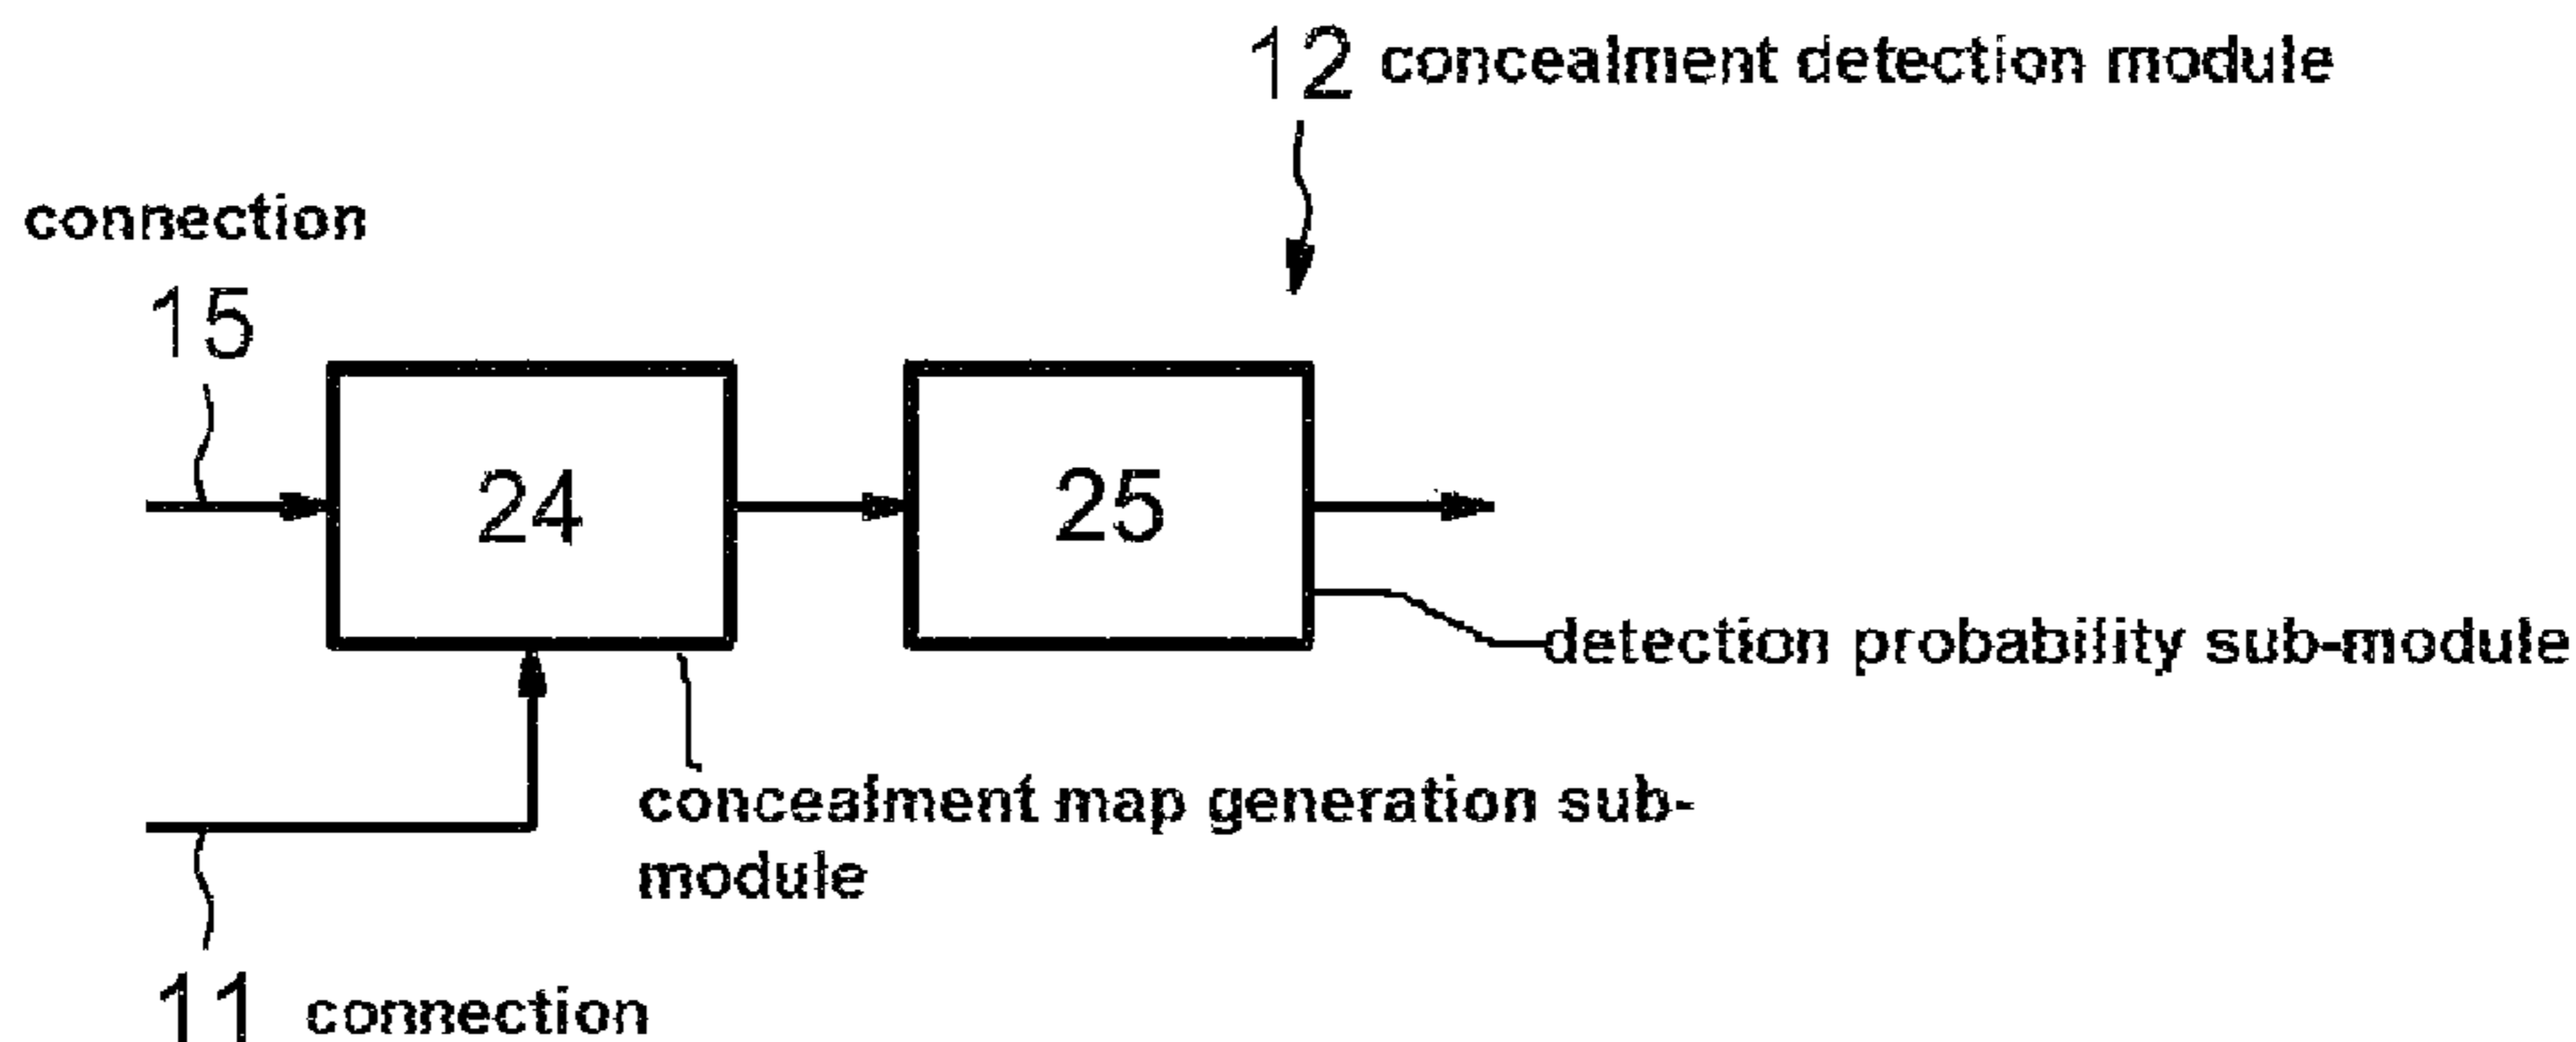 12 concealment detection module
connection
15
24
25
detection probability sub-module
concealment map generation sub-
module
11 connection